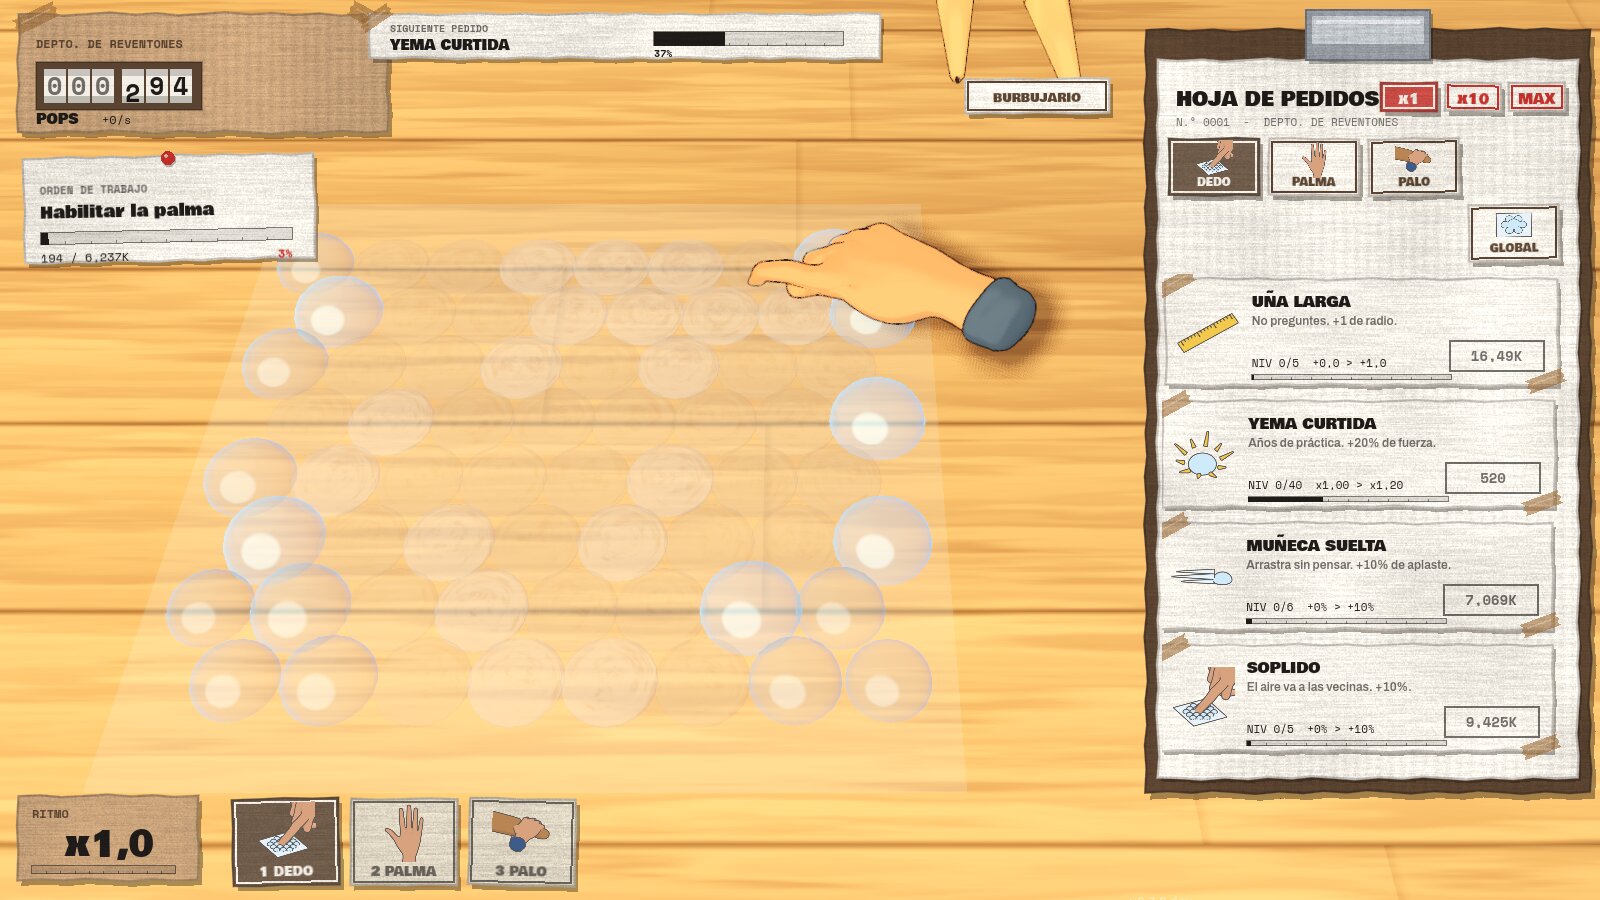 DEPTO. DE REVENTONES
000294
POPS +0/s
SIGUIENTE PEDIDO
YEMA CURTIDA
37%
BURBUJARIO
ORDEN DE TRABAJO
Habilitar la palma
194 / 6,237K 3%
HOJA DE PEDIDOS x1 x10 MAX
N.° 0001 - DEPTO. DE REVENTONES
DEDO PALMA PALO
GLOBAL
UÑA LARGA
No preguntes. +1 de radio.
NIV 0/5 +0,0 > +1,0 16,49K
YEMA CURTIDA
Años de práctica. +20% de fuerza.
NIV 0/40 x1,00 > x1,20 520
MUÑECA SUELTA
Arrastra sin pensar. +10% de aplaste.
NIV 0/6 +0% > +10% 7,069K
SOPLIDO
El aire va a las vecinas. +10%.
NIV 0/5 +0% > +10% 9,425K
RITMO
x1,0
1 DEDO 2 PALMA 3 PALO